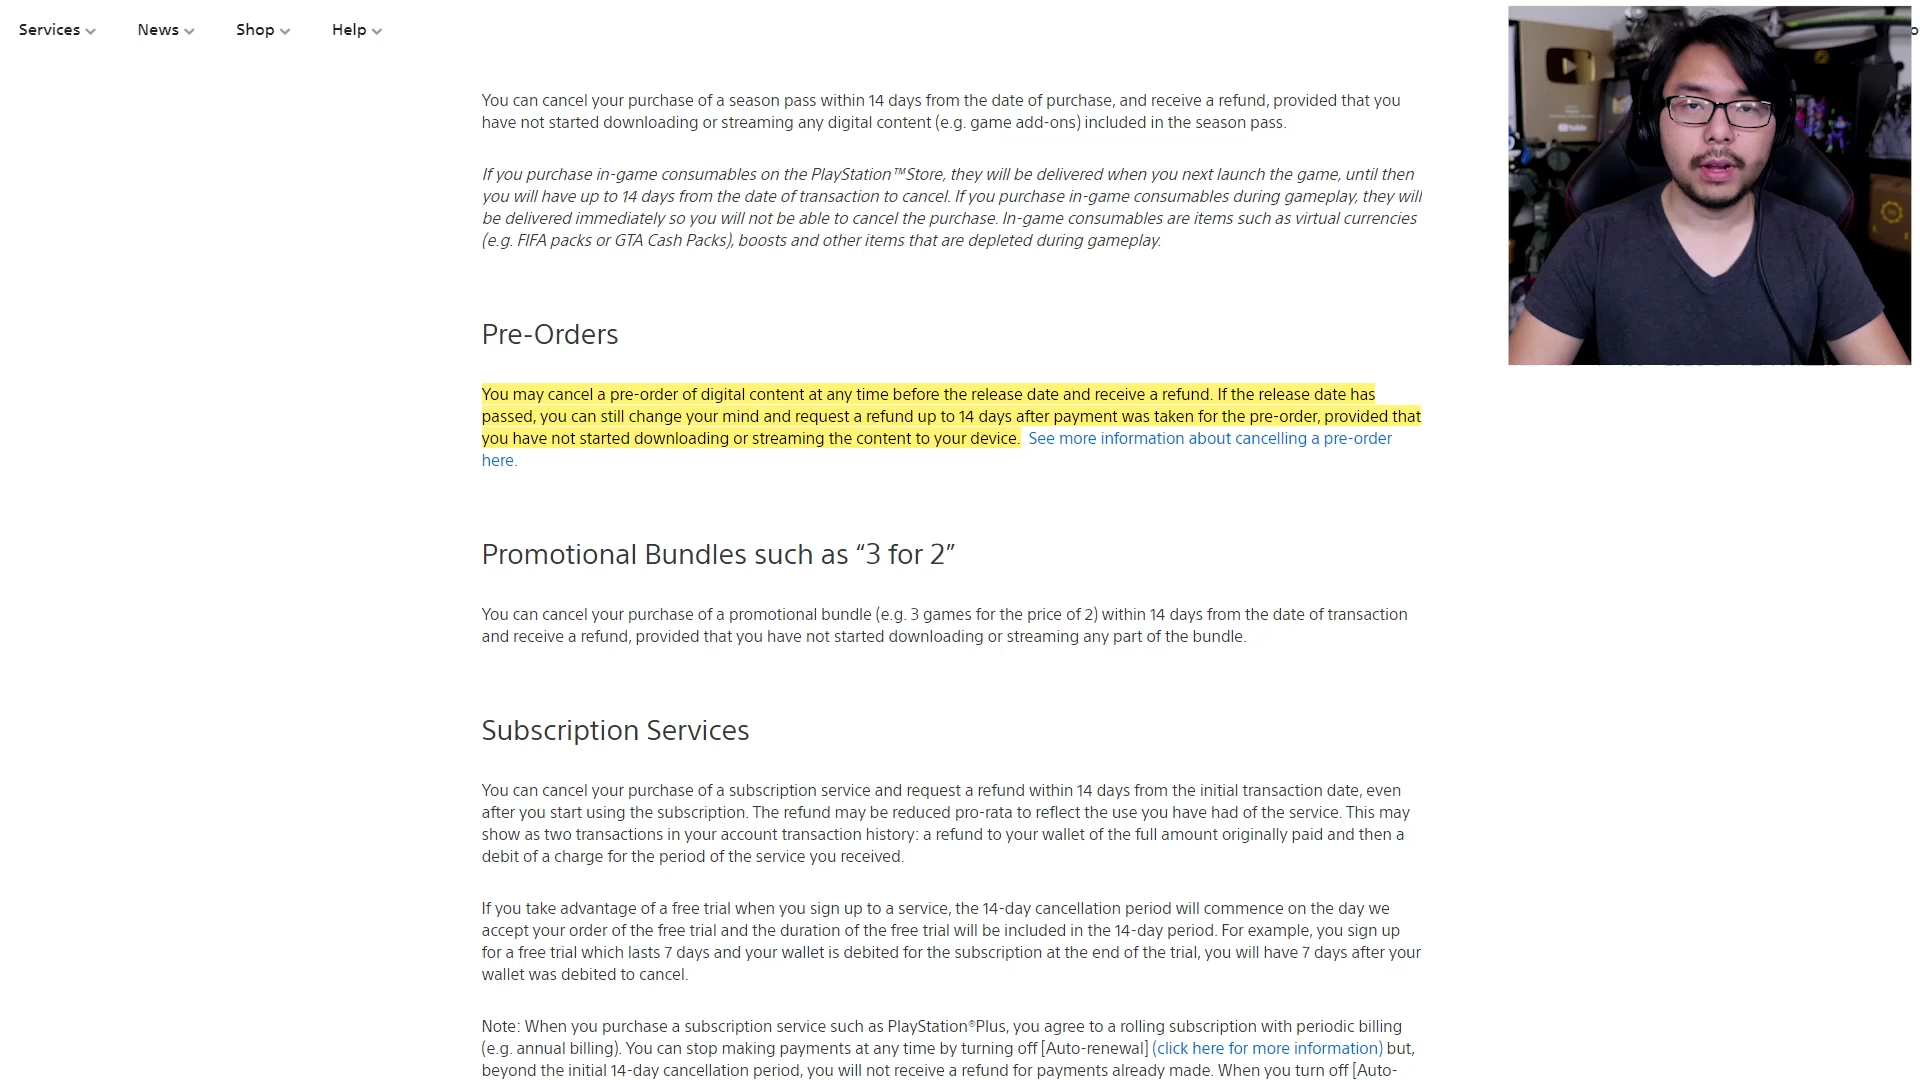 Services
News
Shop
Help
You can cancel your purchase of a season pass within 14 days from the date of purchase, and receive a refund, provided that you
have not started downloading or streaming any digital content (e.g. game add-ons) included in the season pass.
If you purchase in-game consumables on the PlayStation™Store, they will be delivered when you next launch the game, until then
you will have up to 14 days from the date of transaction to cancel. If you purchase in-game consumables during gameplay, they will
be delivered immediately so you will not be able to cancel the purchase. In-game consumables are items such as virtual currencies
(e.g. FIFA packs or GTA Cash Packs), boosts and other items that are depleted during gameplay.
Pre-Orders
You may cancel a pre-order of digital content at any time before the release date and receive a refund. If the release date has
passed, you can still change your mind and request a refund up to 14 days after payment was taken for the pre-order, provided that
you have not started downloading or streaming the content to your device. See more information about cancelling a pre-order
here.
Promotional Bundles such as “3 for 2”
You can cancel your purchase of a promotional bundle (e.g. 3 games for the price of 2) within 14 days from the date of transaction
and receive a refund, provided that you have not started downloading or streaming any part of the bundle.
Subscription Services
You can cancel your purchase of a subscription service and request a refund within 14 days from the initial transaction date, even
after you start using the subscription. The refund may be reduced pro-rata to reflect the use you have had of the service. This may
show as two transactions in your account transaction history: a refund to your wallet of the full amount originally paid and then a
debit of a charge for the period of the service you received.
If you take advantage of a free trial when you sign up to a service, the 14-day cancellation period will commence on the day we
accept your order of the free trial and the duration of the free trial will be included in the 14-day period. For example, you sign up
for a free trial which lasts 7 days and your wallet is debited for the subscription at the end of the trial, you will have 7 days after your
wallet was debited to cancel.
Note: When you purchase a subscription service such as PlayStation®Plus, you agree to a rolling subscription with periodic billing
(e.g. annual billing). You can stop making payments at any time by turning off [Auto-renewal] (click here for more information) but,
beyond the initial 14-day cancellation period, you will not receive a refund for payments already made. When you turn off [Auto-